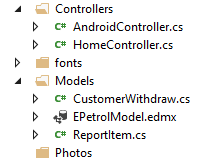 Controllers
C# AndroidController.cs
C# HomeController.cs
fonts
Models
C# CustomerWithdraw.cs
EPetrolModel.edmx
C# ReportItem.cs
Photos